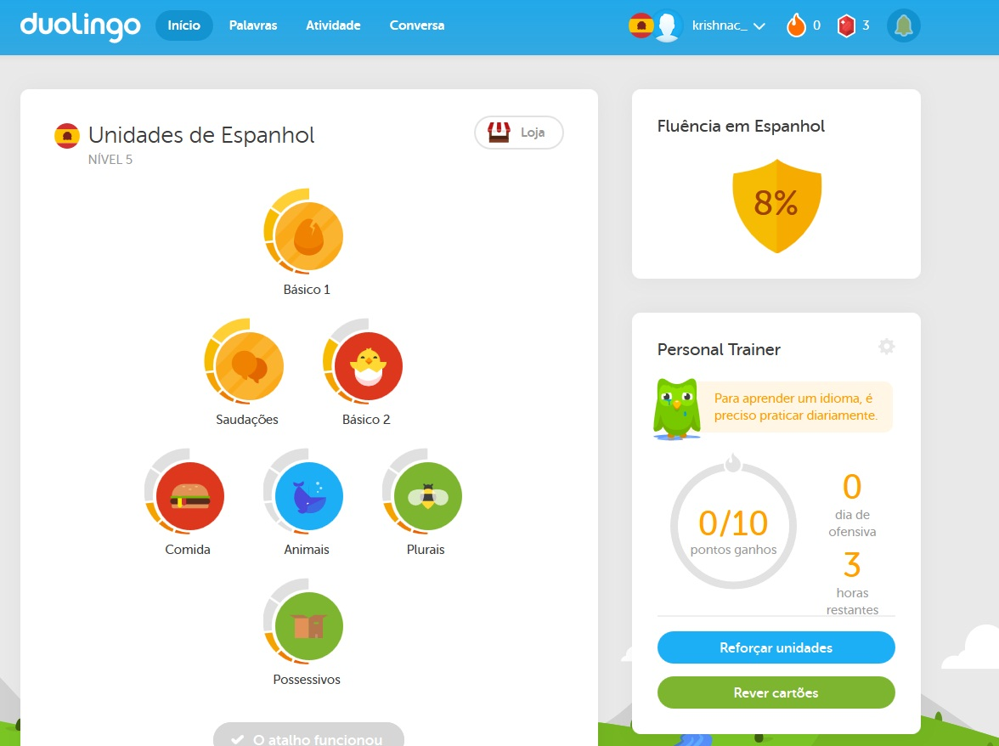 duolingo
Início
Palavras
Atividade
Conversa
krishnac_
0
3
Unidades de Espanhol
NÍVEL 5
Loja
Básico 1
Saudações
Básico 2
Comida
Animais
Plurais
Possessivos
O atalho funcionou
Fluência em Espanhol
8%
Personal Trainer
Para aprender um idioma, é
preciso praticar diariamente.
0/10
pontos ganhos
0
dia de
ofensiva
3
horas
restantes
Reforçar unidades
Rever cartões